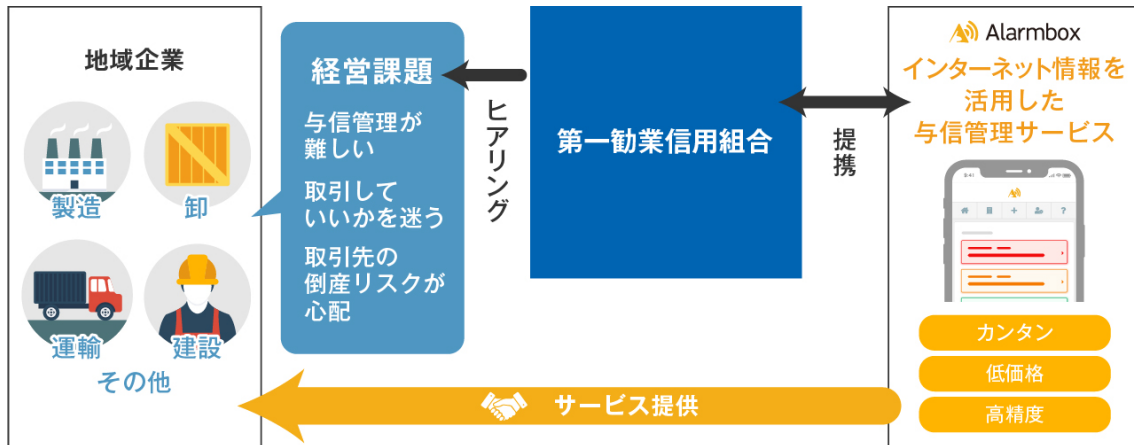 地域企業
製造
卸
運輸
建設
その他
経営課題
与信管理が
難しい
取引して
いいかを迷う
取引先の
倒産リスクが
心配
ヒアリング
第一勧業信用組合
提携
Alarmbox
インターネット情報を
活用した
与信管理サービス
9:41
カンタン
低価格
高精度
サービス提供